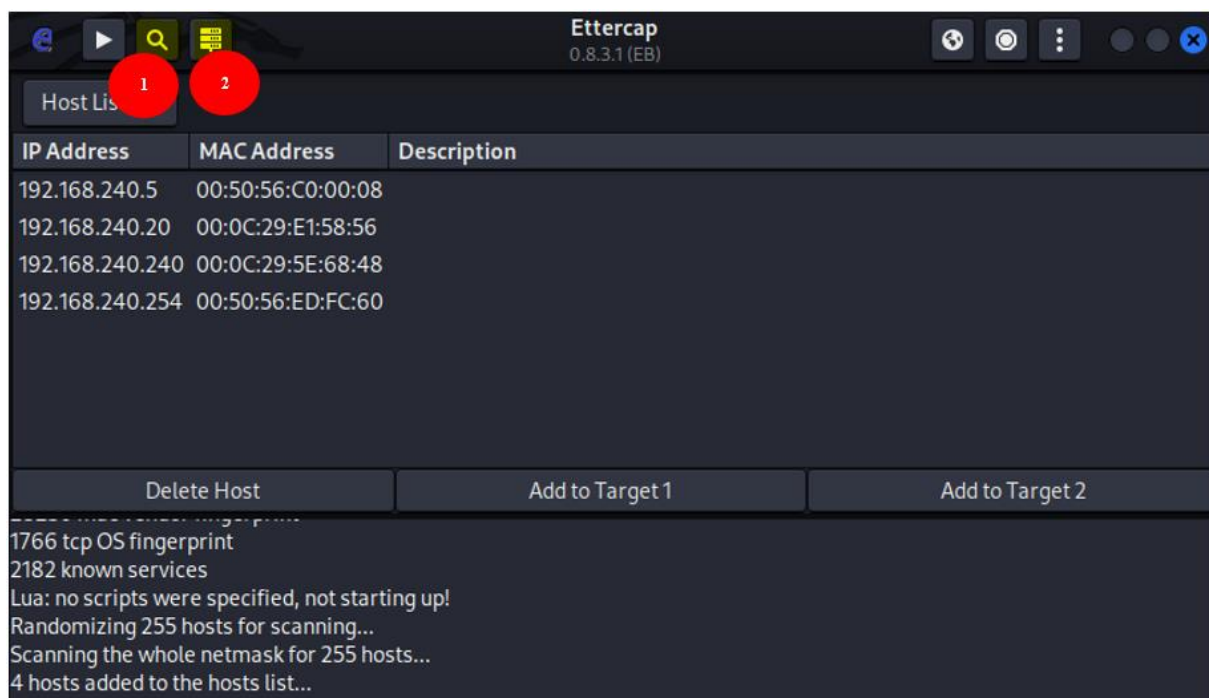 Ettercap
0.8.3.1 (EB)
1
2
Host Lis
IP Address MAC Address Description
192.168.240.5 00:50:56:C0:00:08
192.168.240.20 00:0C:29:E1:58:56
192.168.240.240 00:0C:29:5E:68:48
192.168.240.254 00:50:56:ED:FC:60
Delete Host Add to Target 1 Add to Target 2
1766 tcp OS fingerprint
2182 known services
Lua: no scripts were specified, not starting up!
Randomizing 255 hosts for scanning...
Scanning the whole netmask for 255 hosts...
4 hosts added to the hosts list...